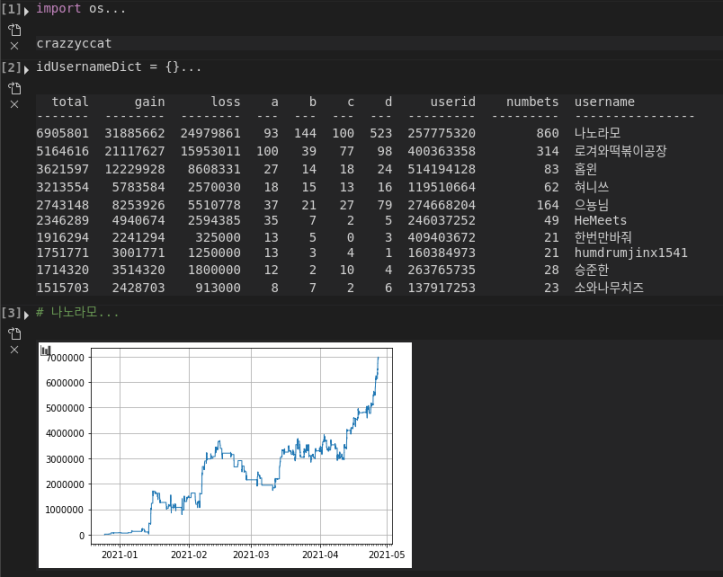 [1] import os...
crazzyccat
[2] idUsernameDict = {}...
total gain loss a b c d userid numbets username
------- -------- -------- --- --- --- --- --------- --------- ----------------
6905801 31885662 24979861 93 144 100 523 257775320 860 나노라모
5164616 21117627 15953011 100 39 77 98 400363358 314 로겨와떡볶이공장
3621597 12229928 8608331 27 14 18 24 514194128 83 홉윈
3213554 5783584 2570030 18 15 13 16 119510664 62 혀니쓰
2743148 8253926 5510778 37 21 27 79 274668204 164 으뉴님
2346289 4940674 2594385 35 7 2 5 246037252 49 HeMeets
1916294 2241294 325000 13 5 0 3 409403672 21 한번만바줘
1751771 3001771 1250000 13 3 4 1 160384973 21 humdrumjinx1541
1714320 3514320 1800000 12 2 10 4 263765735 28 승준한
1515703 2428703 913000 8 7 2 6 137917253 23 소와나무치즈
[3] # 나노라모...
7000000
6000000
5000000
4000000
3000000
2000000
1000000
0
2021-01 2021-02 2021-03 2021-04 2021-05